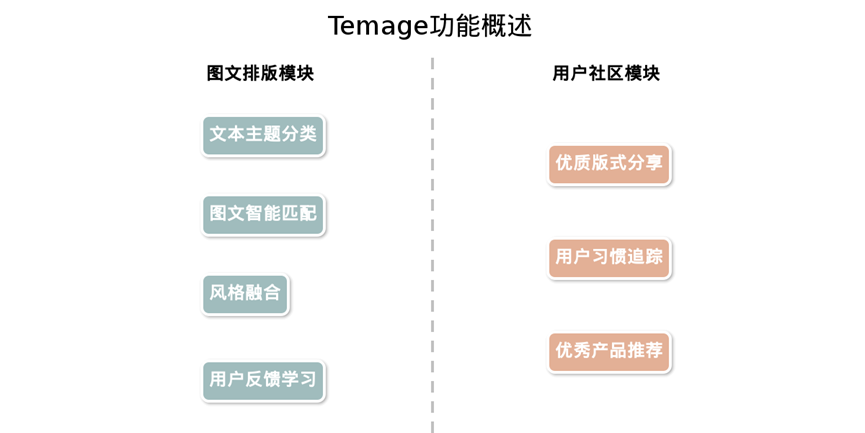 Temage功能概述
图文排版模块
文本主题分类
图文智能匹配
风格融合
用户反馈学习
用户社区模块
优质版式分享
用户习惯追踪
优秀产品推荐